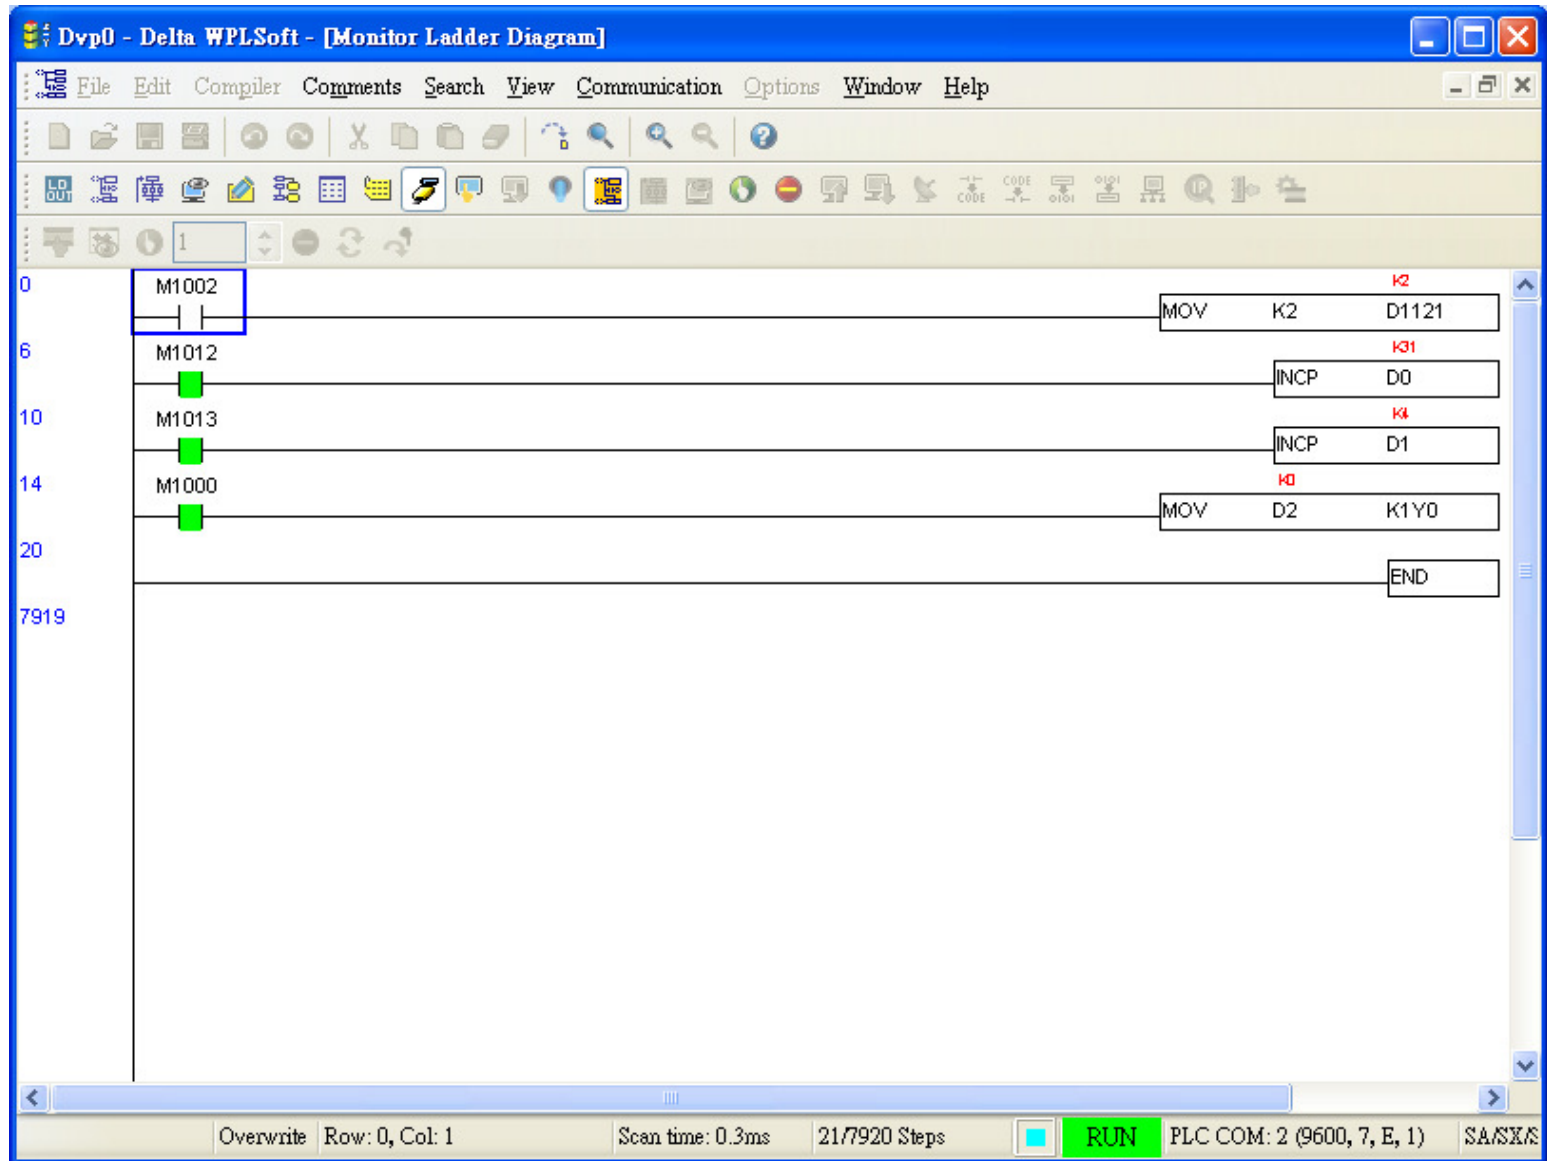 Dvp0 - Delta WPLSoft - [Monitor Ladder Diagram]
File Edit Compiler Comments Search View Communication Options Window Help
1
0 M1002 K2
MOV K2 D1121
6 M1012 K31
INCP D0
10 M1013 K4
INCP D1
14 M1000 K0
MOV D2 K1Y0
20
END
7919
Overwrite Row: 0, Col: 1 Scan time: 0.3ms 21/7920 Steps RUN PLC COM: 2 (9600, 7, E, 1) SA/SX/S